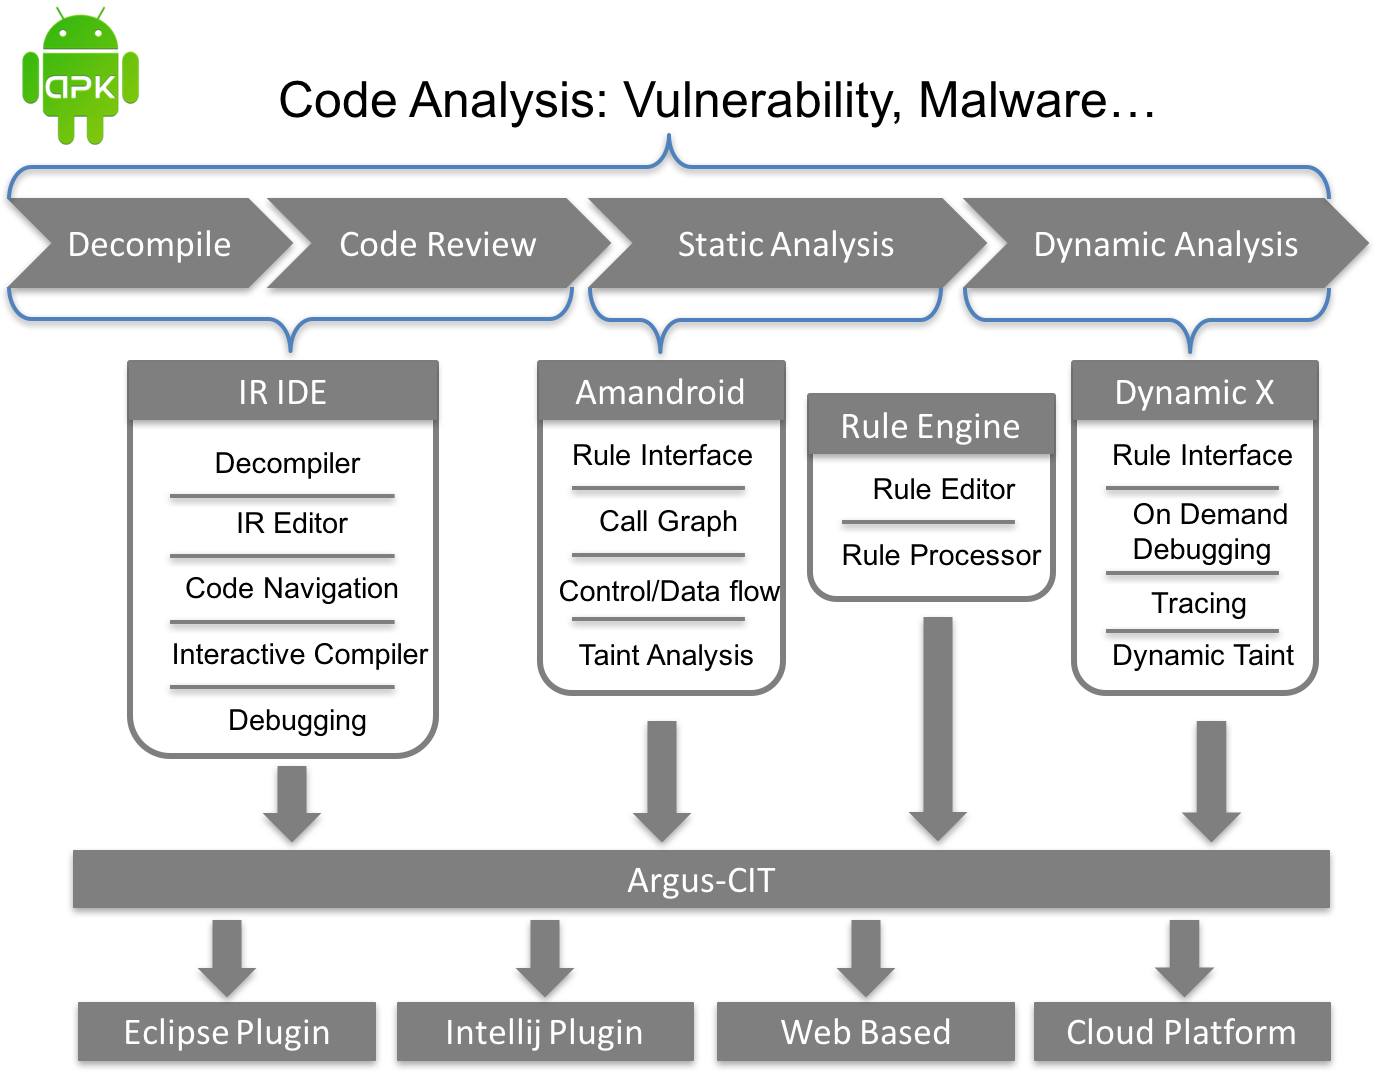 APK
Code Analysis: Vulnerability, Malware…
Decompile
Code Review
Static Analysis
Dynamic Analysis
IR IDE
Decompiler
IR Editor
Code Navigation
Interactive Compiler
Debugging
Amandroid
Rule Interface
Call Graph
Control/Data flow
Taint Analysis
Rule Engine
Rule Editor
Rule Processor
Dynamic X
Rule Interface
On Demand
Debugging
Tracing
Dynamic Taint
Argus-CIT
Eclipse Plugin
Intellij Plugin
Web Based
Cloud Platform